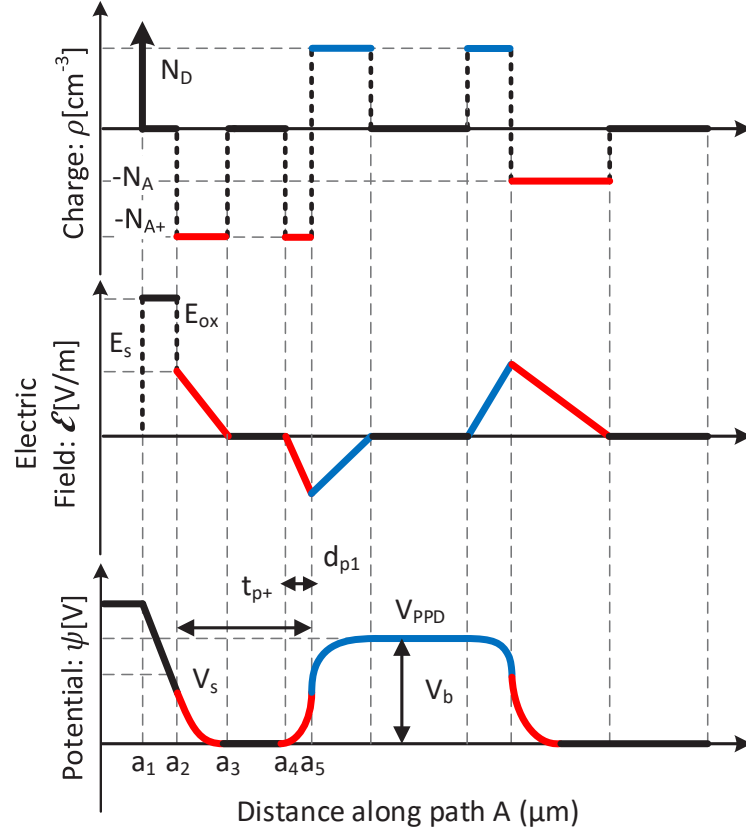 Charge: ρ[cm⁻³]
N_D
-N_A
-N_A+
Electric
Field: ℰ[V/m]
E_s
E_ox
Potential: ψ[V]
d_p1
t_p+
V_PPD
V_s
V_b
a₁ a₂ a₃ a₄ a₅
Distance along path A (μm)